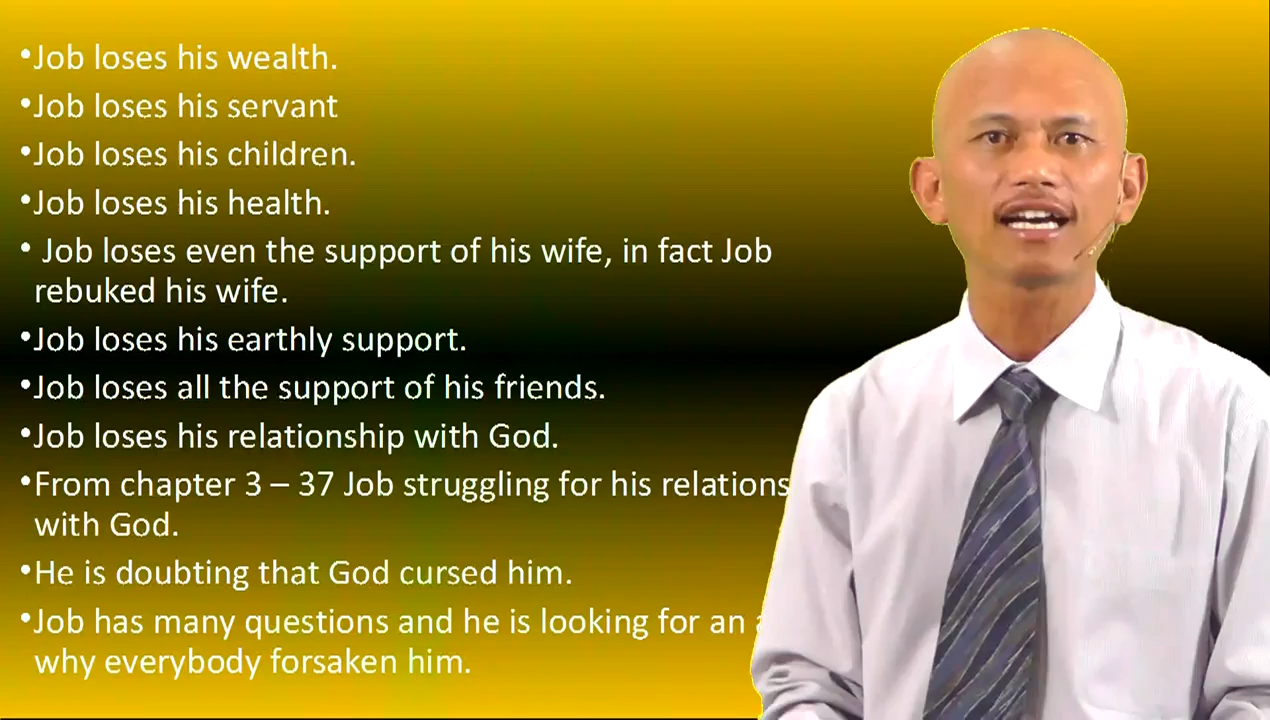 •Job loses his wealth.
•Job loses his servant
•Job loses his children.
•Job loses his health.
• Job loses even the support of his wife, in fact Job
rebuked his wife.
•Job loses his earthly support.
•Job loses all the support of his friends.
•Job loses his relationship with God.
•From chapter 3 – 37 Job struggling for his relations
with God.
•He is doubting that God cursed him.
•Job has many questions and he is looking for an
why everybody forsaken him.